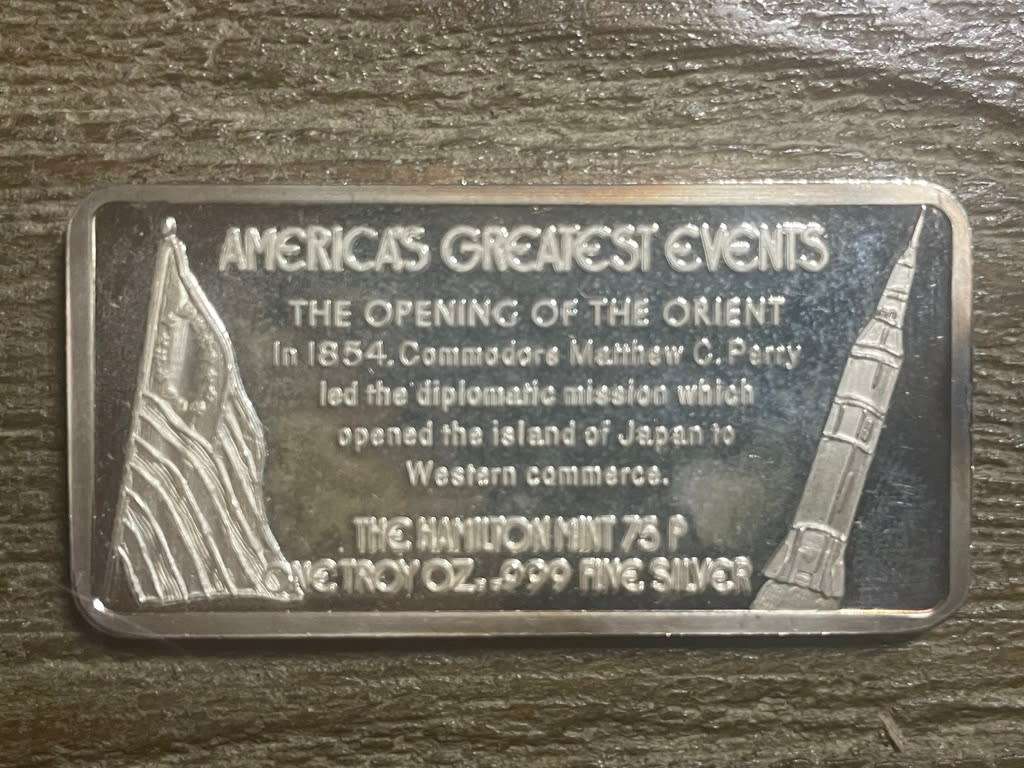 AMERICA'S GREATEST EVENTS
THE OPENING OF THE ORIENT
In 1854, Commodore Matthew C. Perry
led the diplomatic mission which
opened the island of Japan to
Western commerce.
THE HAMILTON MINT 75 P
ONE TROY OZ. .999 FINE SILVER